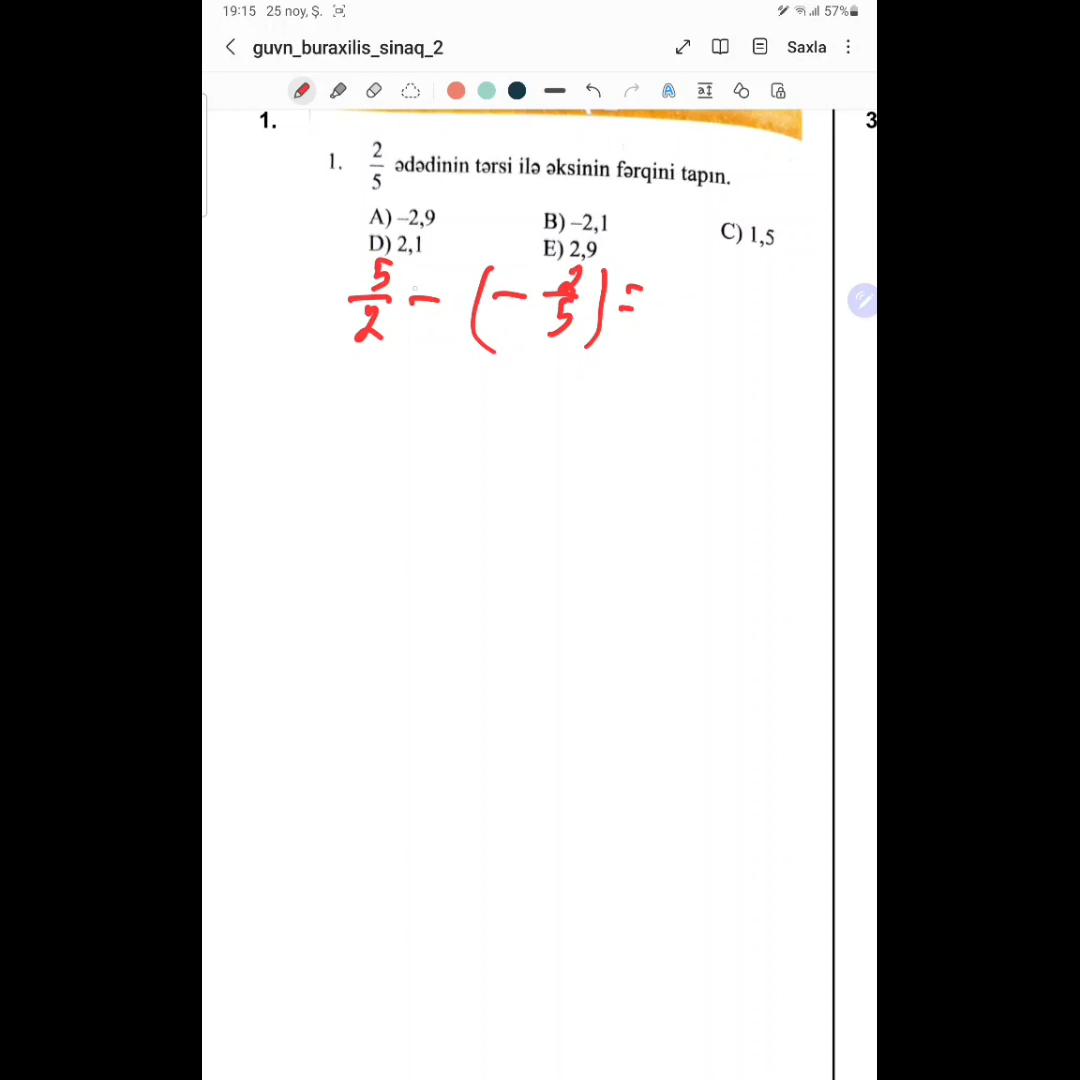 19:15 25 noy, Ş. 57%
guvn_buraxilis_sinaq_2 Saxla
1. 3
1. 2/5 ədədinin tərsi ilə əksinin fərqini tapın.
A) –2,9 B) –2,1 C) 1,5
D) 2,1 E) 2,9
5/2 - (- 2/5) =